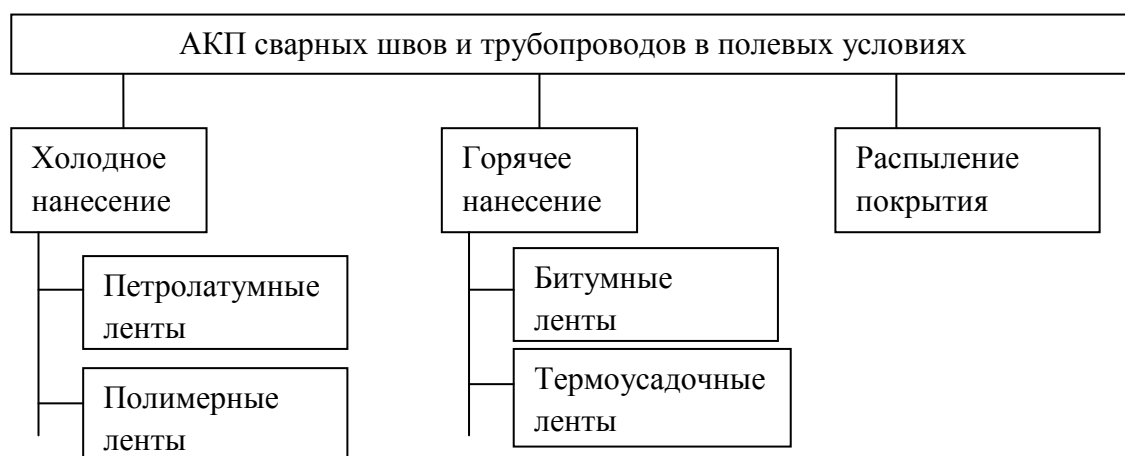 АКП сварных швов и трубопроводов в полевых условиях
Холодное
нанесение
Горячее
нанесение
Распыление
покрытия
Петролатумные
ленты
Битумные
ленты
Полимерные
ленты
Термоусадочные
ленты